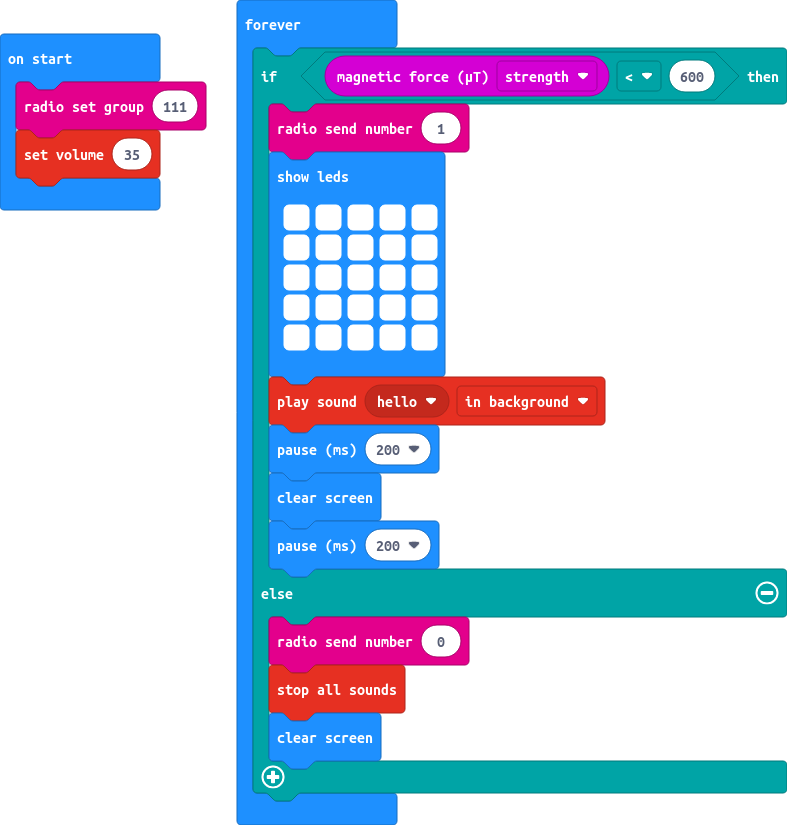 on start
radio set group 111
set volume 35
forever
if magnetic force (µT) strength < 600 then
radio send number 1
show leds
play sound hello in background
pause (ms) 200
clear screen
pause (ms) 200
else
radio send number 0
stop all sounds
clear screen